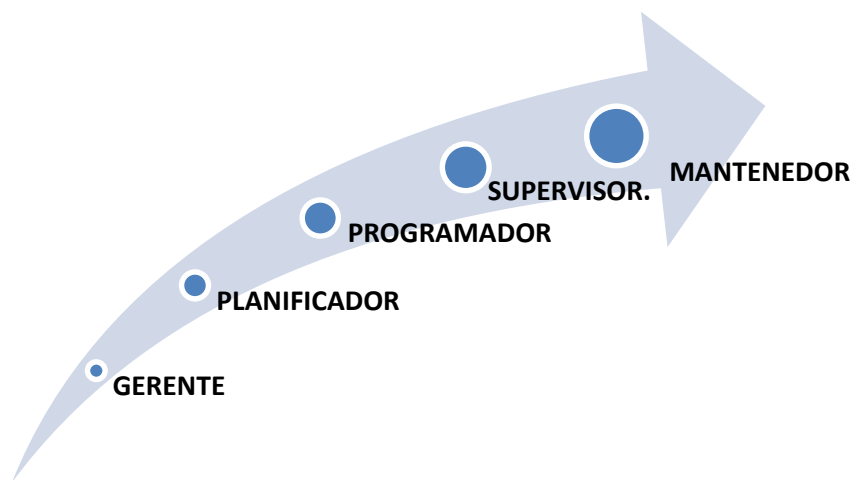 MANTENEDOR
SUPERVISOR.
PROGRAMADOR
PLANIFICADOR
GERENTE